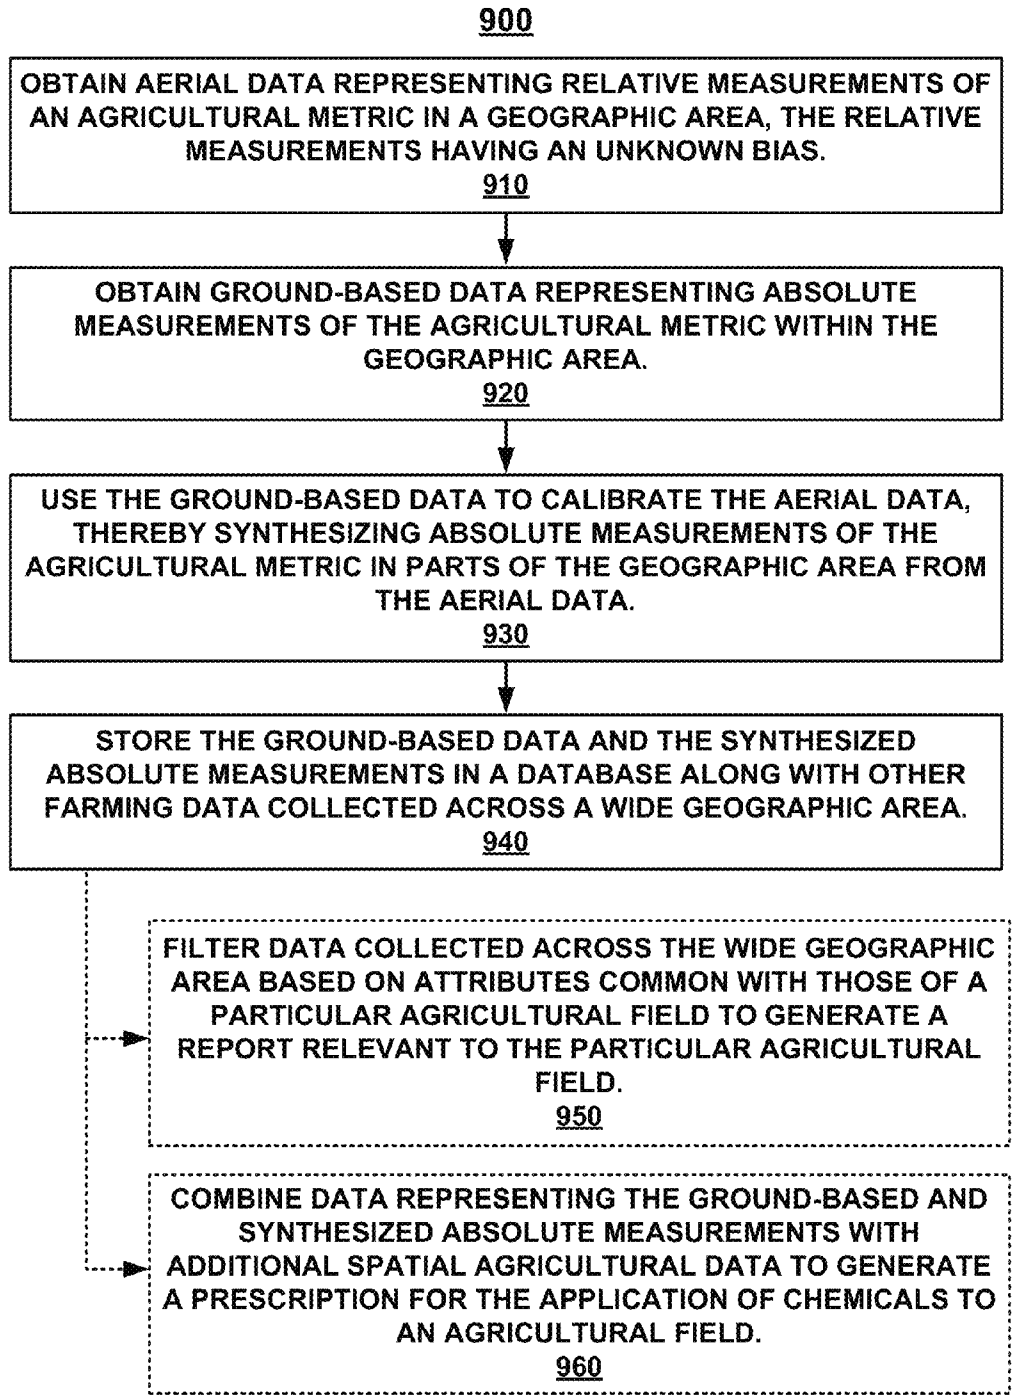 900
OBTAIN AERIAL DATA REPRESENTING RELATIVE MEASUREMENTS OF
AN AGRICULTURAL METRIC IN A GEOGRAPHIC AREA, THE RELATIVE
MEASUREMENTS HAVING AN UNKNOWN BIAS.
910
OBTAIN GROUND-BASED DATA REPRESENTING ABSOLUTE
MEASUREMENTS OF THE AGRICULTURAL METRIC WITHIN THE
GEOGRAPHIC AREA.
920
USE THE GROUND-BASED DATA TO CALIBRATE THE AERIAL DATA,
THEREBY SYNTHESIZING ABSOLUTE MEASUREMENTS OF THE
AGRICULTURAL METRIC IN PARTS OF THE GEOGRAPHIC AREA FROM
THE AERIAL DATA.
930
STORE THE GROUND-BASED DATA AND THE SYNTHESIZED
ABSOLUTE MEASUREMENTS IN A DATABASE ALONG WITH OTHER
FARMING DATA COLLECTED ACROSS A WIDE GEOGRAPHIC AREA.
940
FILTER DATA COLLECTED ACROSS THE WIDE GEOGRAPHIC
AREA BASED ON ATTRIBUTES COMMON WITH THOSE OF A
PARTICULAR AGRICULTURAL FIELD TO GENERATE A
REPORT RELEVANT TO THE PARTICULAR AGRICULTURAL
FIELD.
950
COMBINE DATA REPRESENTING THE GROUND-BASED AND
SYNTHESIZED ABSOLUTE MEASUREMENTS WITH
ADDITIONAL SPATIAL AGRICULTURAL DATA TO GENERATE
A PRESCRIPTION FOR THE APPLICATION OF CHEMICALS TO
AN AGRICULTURAL FIELD.
960